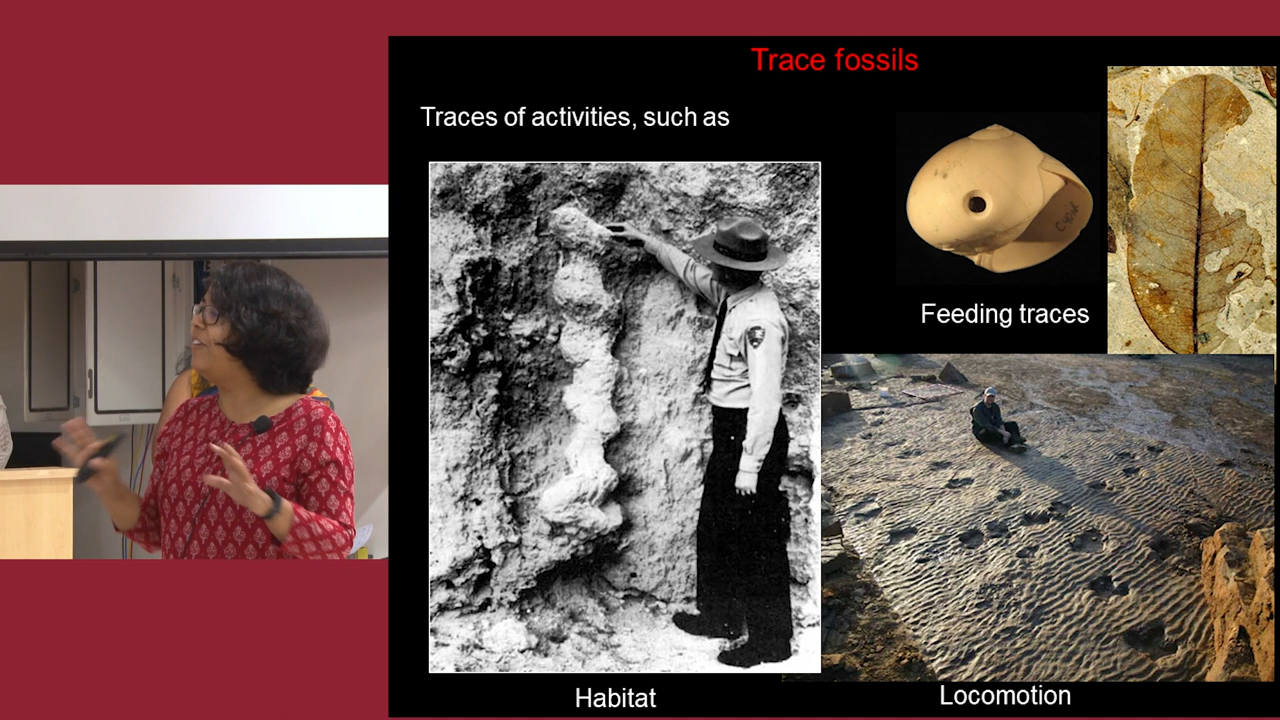 Trace fossils
Traces of activities, such as
Feeding traces
Habitat
Locomotion